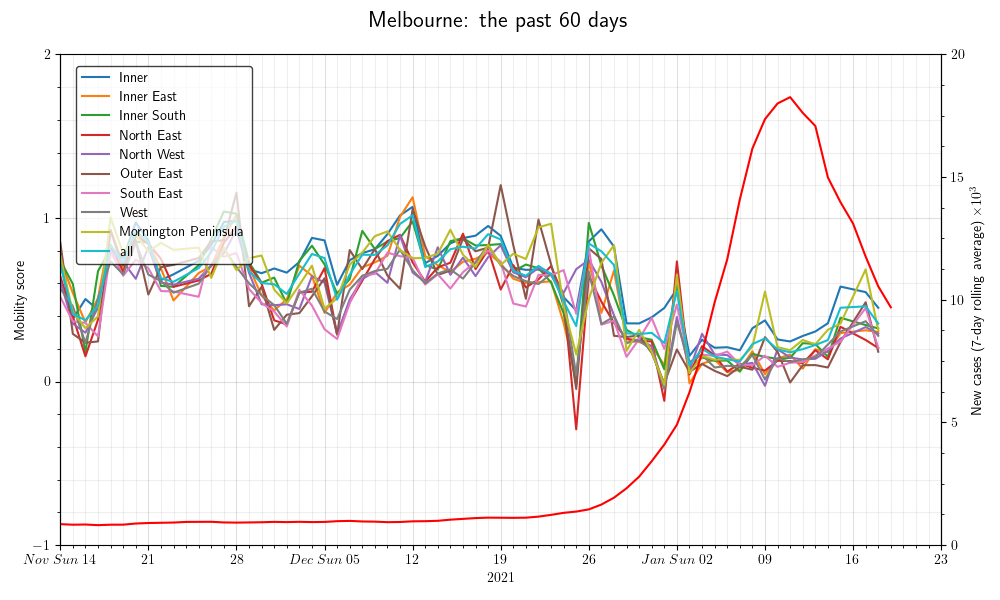 Melbourne: the past 60 days
2
1
0
−1
Mobility score
Inner
Inner East
Inner South
North East
North West
Outer East
South East
West
Mornington Peninsula
all
20
15
10
5
0
New cases (7-day rolling average) ×10³
Nov Sun 14
21
28
Dec Sun 05
12
19
26
Jan Sun 02
09
16
23
2021